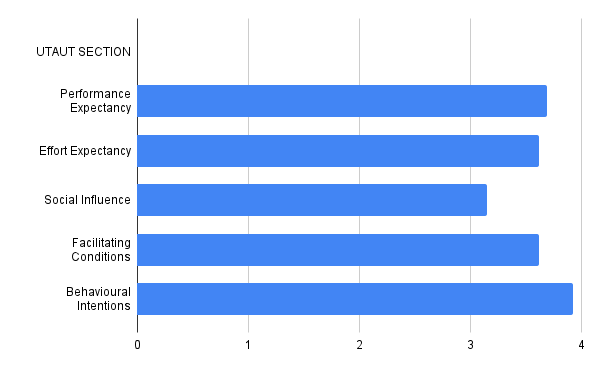 UTAUT SECTION
Performance
Expectancy
Effort Expectancy
Social Influence
Facilitating
Conditions
Behavioural
Intentions
0 1 2 3 4